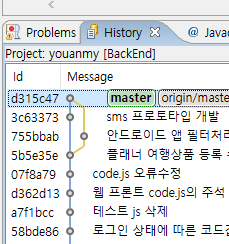 Problems History Javad
Project: youanmy [BackEnd]
Id Message
d315c47 master origin/maste
3c63373 sms 프로토타입 개발
755bbab 안드로이드 앱 필터처리
5b5e35e 플래너 여행상품 등록 수
07f8a79 code.js 오류수정
d362d13 웹 프론트 code.js의 주석
a7f1bcc 테스트 js 삭제
58bde86 로그인 상태에 따른 코드